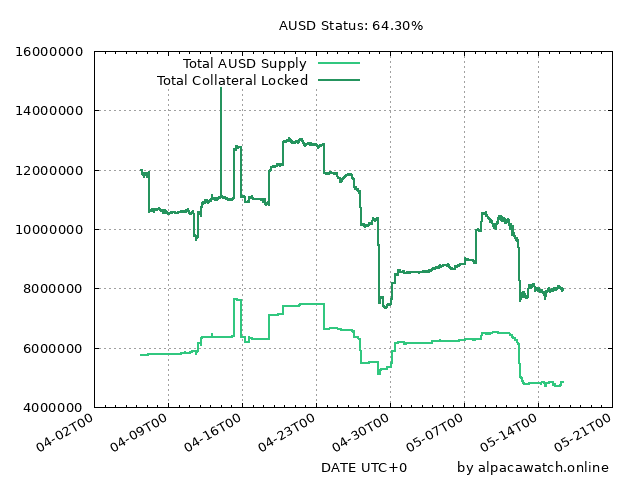 AUSD Status: 64.30%
16000000
Total AUSD Supply
Total Collateral Locked
14000000
12000000
10000000
8000000
6000000
4000000
04-02T00
04-09T00
04-16T00
04-23T00
04-30T00
05-07T00
05-14T00
05-21T00
DATE UTC+0
by alpacawatch.online